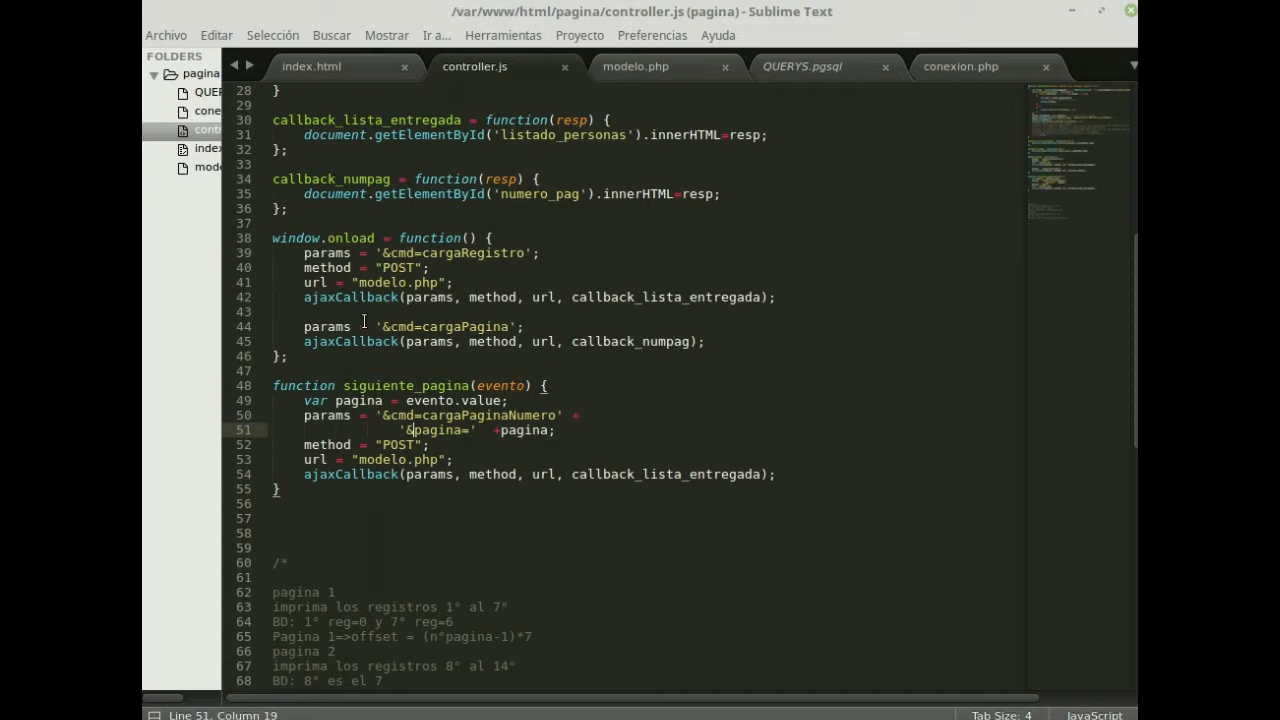 /var/www/html/pagina/controller.js (pagina) - Sublime Text
Archivo Editar Selección Buscar Mostrar Ir a... Herramientas Proyecto Preferencias Ayuda
FOLDERS
pagina
QUER
cone
contr
index
mode
index.html controller.js modelo.php QUERYS.pgsql conexion.php
28 }
29
30 callback_lista_entregada = function(resp) {
31 document.getElementById('listado_personas').innerHTML=resp;
32 };
33
34 callback_numpag = function(resp) {
35 document.getElementById('numero_pag').innerHTML=resp;
36 };
37
38 window.onload = function() {
39 params = '&cmd=cargaRegistro';
40 method = "POST";
41 url = "modelo.php";
42 ajaxCallback(params, method, url, callback_lista_entregada);
43
44 params = '&cmd=cargaPagina';
45 ajaxCallback(params, method, url, callback_numpag);
46 };
47
48 function siguiente_pagina(evento) {
49 var pagina = evento.value;
50 params = '&cmd=cargaPaginaNumero' +
51 '&pagina=' +pagina;
52 method = "POST";
53 url = "modelo.php";
54 ajaxCallback(params, method, url, callback_lista_entregada);
55 }
56
57
58
59
60 /*
61
62 pagina 1
63 imprima los registros 1° al 7°
64 BD: 1° reg=0 y 7° reg=6
65 Pagina 1=>offset = (n°pagina-1)*7
66 pagina 2
67 imprima los registros 8° al 14°
68 BD: 8° es el 7
Line 51, Column 19 Tab Size: 4 JavaScript